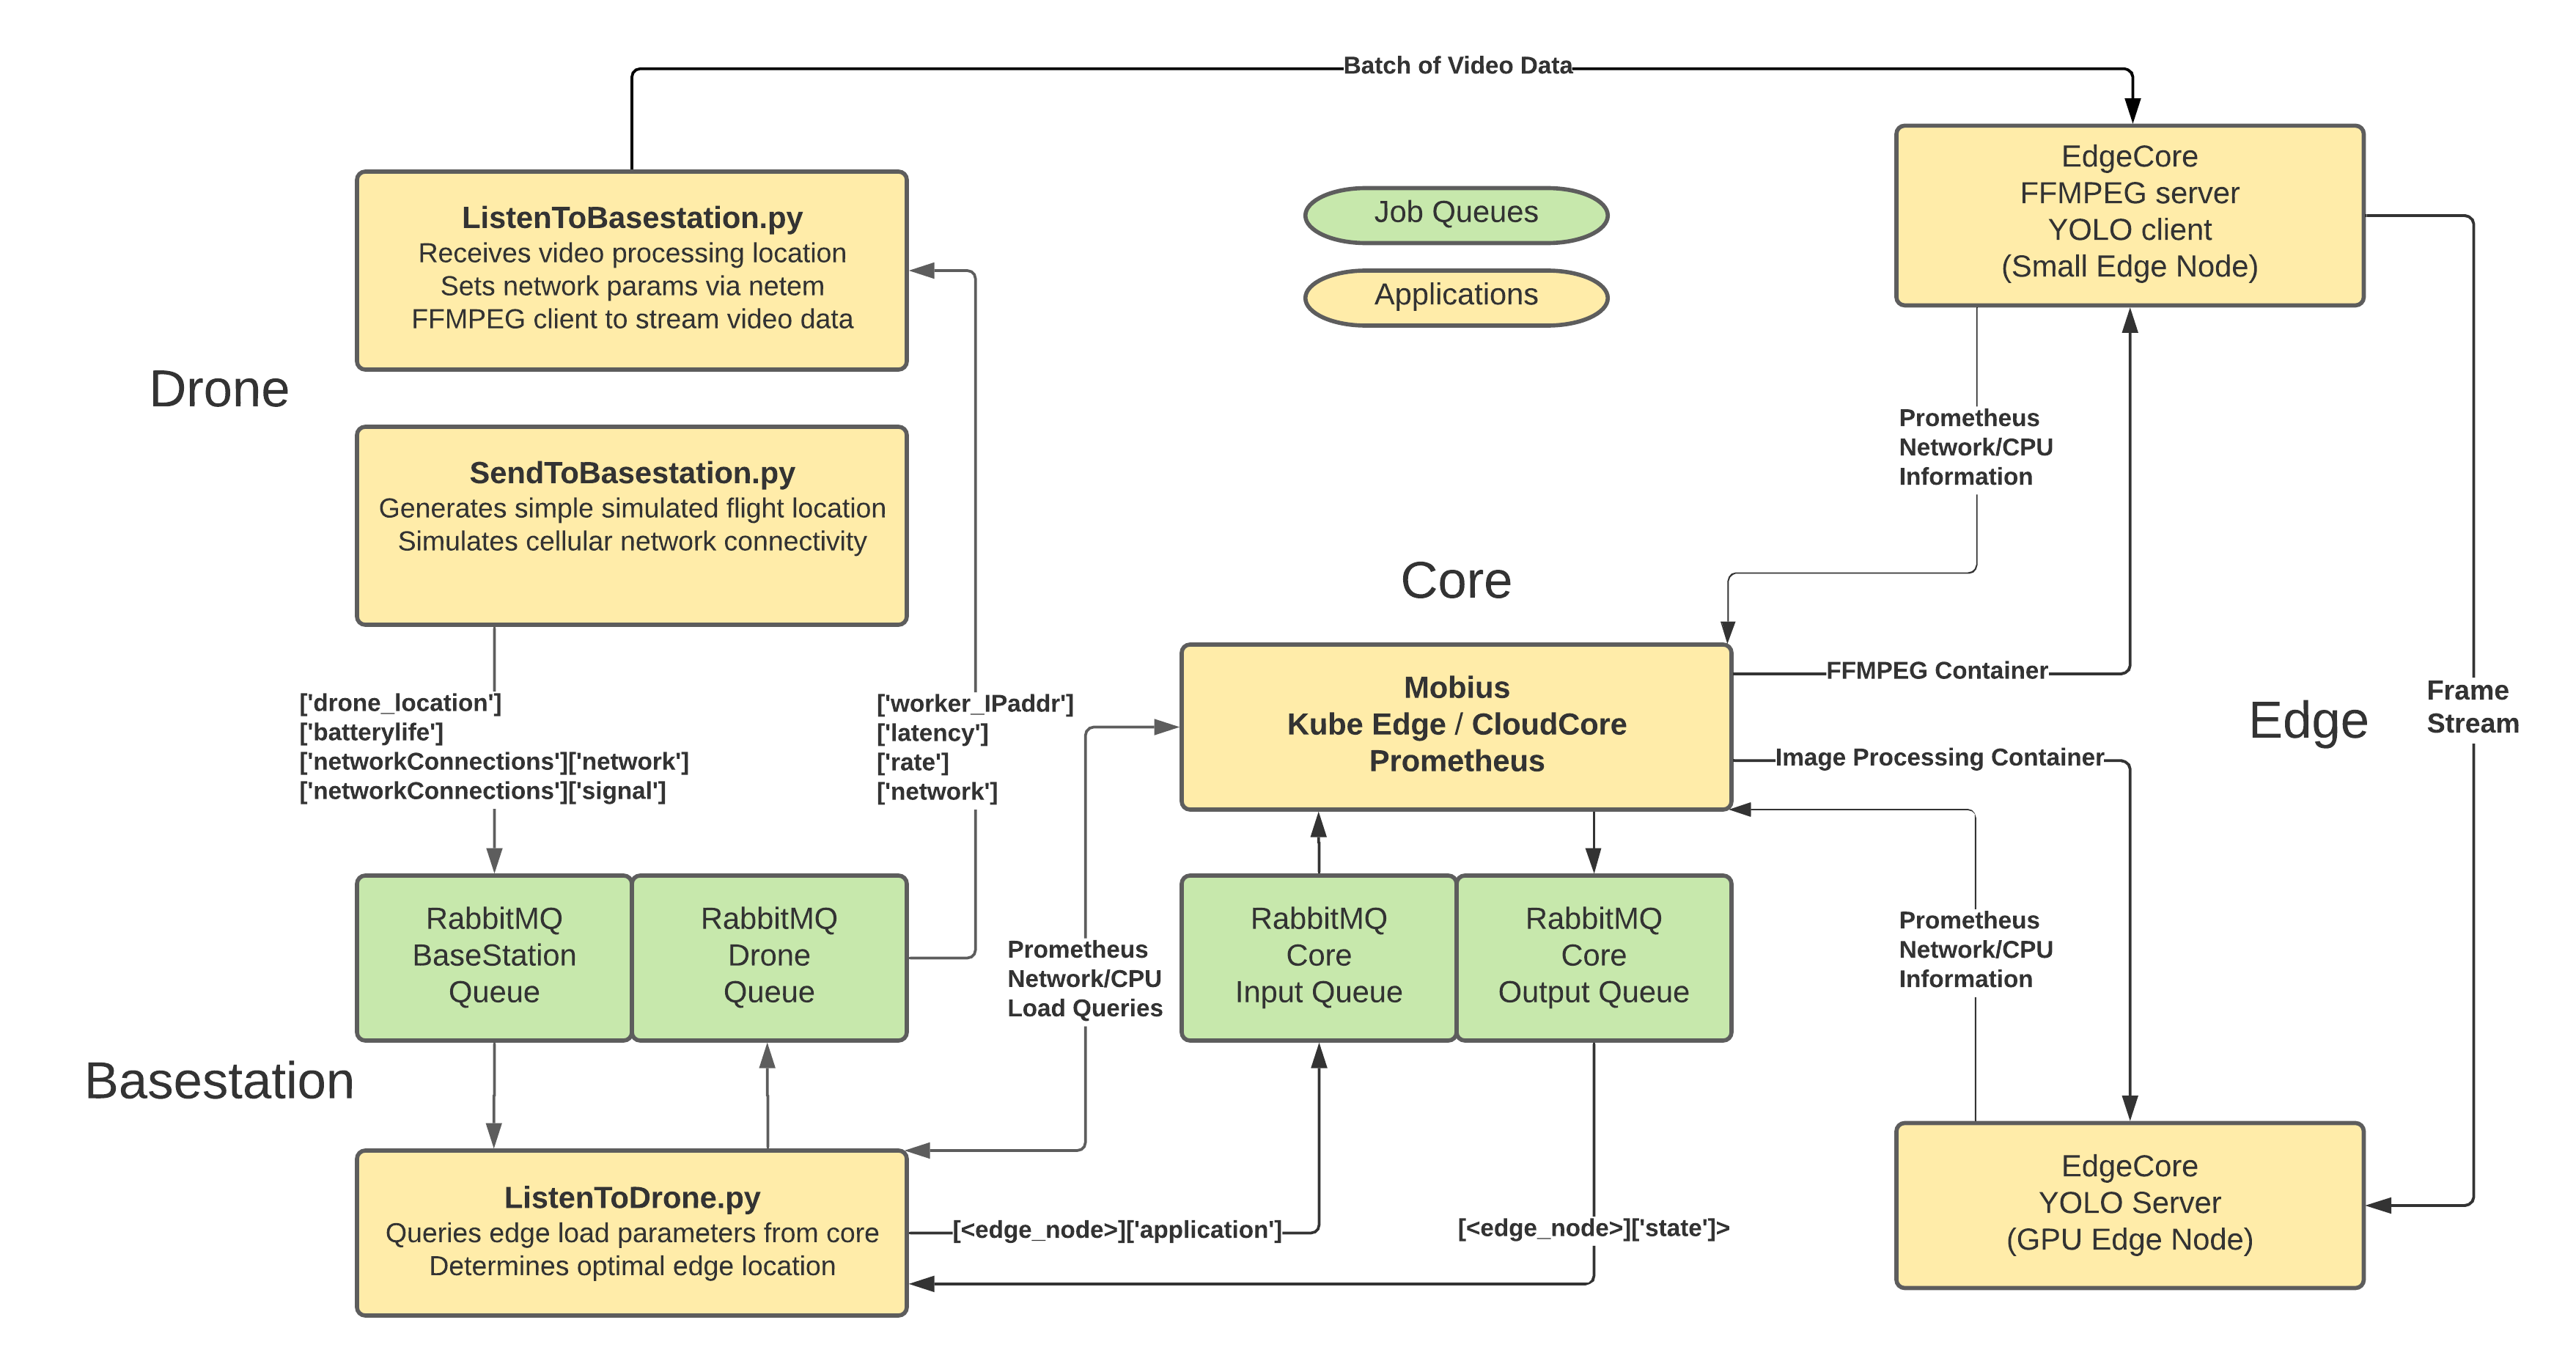 Batch of Video Data
ListenToBasestation.py
Receives video processing location
Sets network params via netem
FFMPEG client to stream video data
Job Queues
Applications
EdgeCore
FFMPEG server
YOLO client
(Small Edge Node)
Drone
SendToBasestation.py
Generates simple simulated flight location
Simulates cellular network connectivity
Prometheus
Network/CPU
Information
Core
['drone_location']
['batterylife']
['networkConnections']['network']
['networkConnections']['signal']
['worker_IPaddr']
['latency']
['rate']
['network']
Mobius
Kube Edge / CloudCore
Prometheus
FFMPEG Container
Image Processing Container
Edge
Frame
Stream
RabbitMQ
BaseStation
Queue
RabbitMQ
Drone
Queue
Prometheus
Network/CPU
Load Queries
RabbitMQ
Core
Input Queue
RabbitMQ
Core
Output Queue
Prometheus
Network/CPU
Information
Basestation
ListenToDrone.py
Queries edge load parameters from core
Determines optimal edge location
[<edge_node>]['application']
[<edge_node>]['state']>
EdgeCore
YOLO Server
(GPU Edge Node)